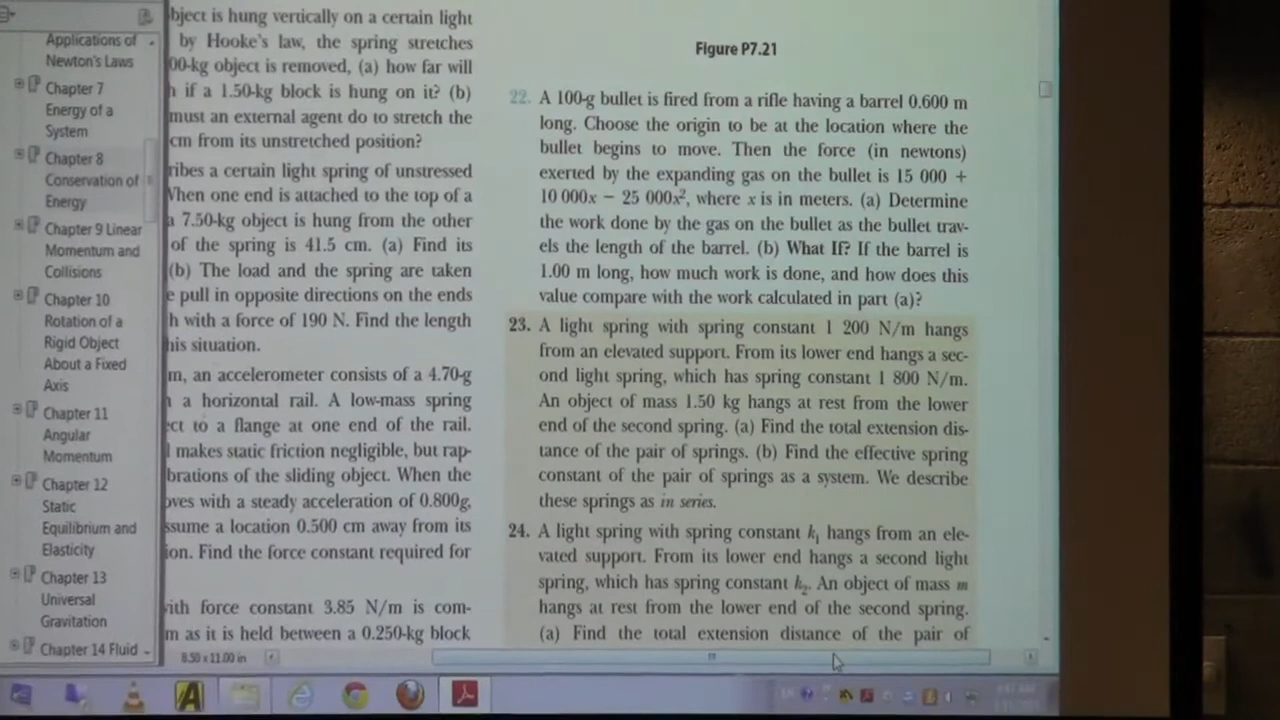 Applications of
Newton's Laws
Chapter 7
Energy of a
System
Chapter 8
Conservation of
Energy
Chapter 9 Linear
Momentum and
Collisions
Chapter 10
Rotation of a
Rigid Object
About a Fixed
Axis
Chapter 11
Angular
Momentum
Chapter 12
Static
Equilibrium and
Elasticity
Chapter 13
Universal
Gravitation
Chapter 14 Fluid
bject is hung vertically on a certain light
by Hooke's law, the spring stretches
00-kg object is removed, (a) how far will
if a 1.50-kg block is hung on it? (b)
must an external agent do to stretch the
cm from its unstretched position?
ribes a certain light spring of unstressed
When one end is attached to the top of a
a 7.50-kg object is hung from the other
of the spring is 41.5 cm. (a) Find its
(b) The load and the spring are taken
e pull in opposite directions on the ends
h with a force of 190 N. Find the length
his situation.
m, an accelerometer consists of a 4.70-g
a horizontal rail. A low-mass spring
ct to a flange at one end of the rail.
makes static friction negligible, but rap-
brations of the sliding object. When the
oves with a steady acceleration of 0.800g,
ssume a location 0.500 cm away from its
ion. Find the force constant required for
ith force constant 3.85 N/m is com-
m as it is held between a 0.250-kg block
8.50 x 11.00 in
Figure P7.21
22. A 100-g bullet is fired from a rifle having a barrel 0.600 m
long. Choose the origin to be at the location where the
bullet begins to move. Then the force (in newtons)
exerted by the expanding gas on the bullet is 15 000 +
10 000x − 25 000x², where x is in meters. (a) Determine
the work done by the gas on the bullet as the bullet trav-
els the length of the barrel. (b) What If? If the barrel is
1.00 m long, how much work is done, and how does this
value compare with the work calculated in part (a)?
23. A light spring with spring constant 1 200 N/m hangs
from an elevated support. From its lower end hangs a sec-
ond light spring, which has spring constant 1 800 N/m.
An object of mass 1.50 kg hangs at rest from the lower
end of the second spring. (a) Find the total extension dis-
tance of the pair of springs. (b) Find the effective spring
constant of the pair of springs as a system. We describe
these springs as in series.
24. A light spring with spring constant k₁ hangs from an ele-
vated support. From its lower end hangs a second light
spring, which has spring constant k₂. An object of mass m
hangs at rest from the lower end of the second spring.
(a) Find the total extension distance of the pair of